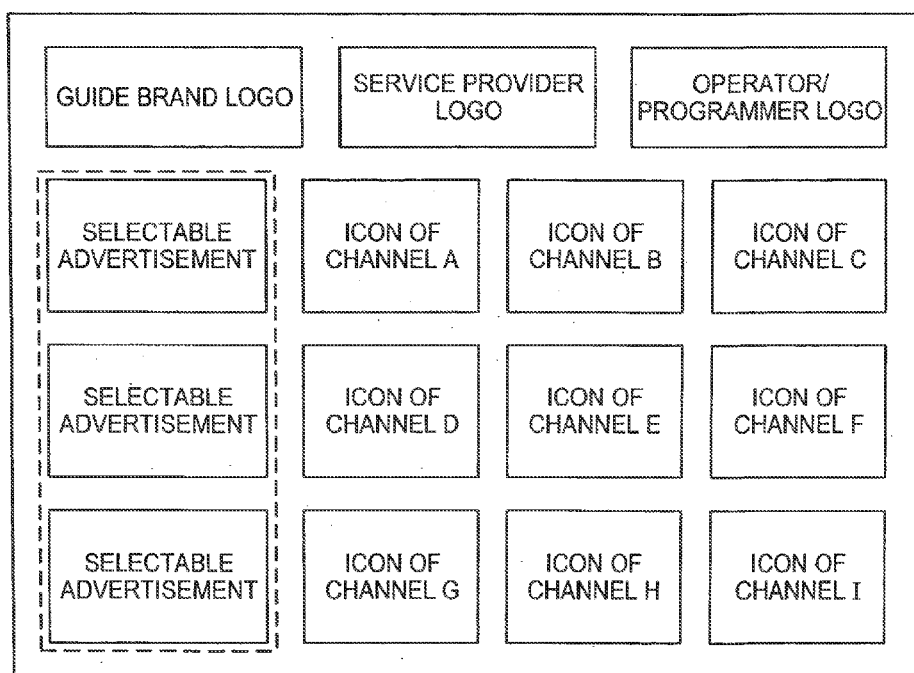 GUIDE BRAND LOGO
SERVICE PROVIDER
LOGO
OPERATOR/
PROGRAMMER LOGO
SELECTABLE
ADVERTISEMENT
ICON OF
CHANNEL A
ICON OF
CHANNEL B
ICON OF
CHANNEL C
SELECTABLE
ADVERTISEMENT
ICON OF
CHANNEL D
ICON OF
CHANNEL E
ICON OF
CHANNEL F
SELECTABLE
ADVERTISEMENT
ICON OF
CHANNEL G
ICON OF
CHANNEL H
ICON OF
CHANNEL I